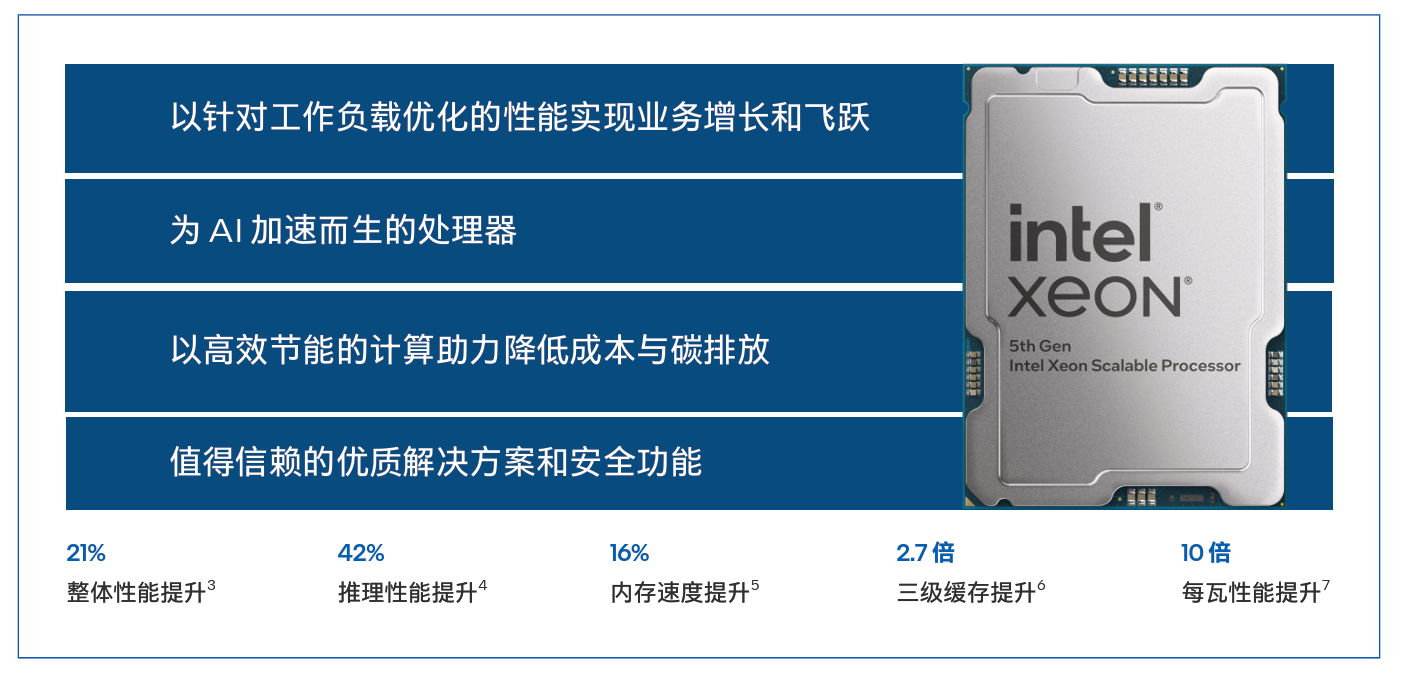 以针对工作负载优化的性能实现业务增长和飞跃
为 AI 加速而生的处理器
以高效节能的计算助力降低成本与碳排放
值得信赖的优质解决方案和安全功能
intel®
xeon®
5th Gen
Intel Xeon Scalable Processor
21%
整体性能提升³
42%
推理性能提升⁴
16%
内存速度提升⁵
2.7 倍
三级缓存提升⁶
10 倍
每瓦性能提升⁷